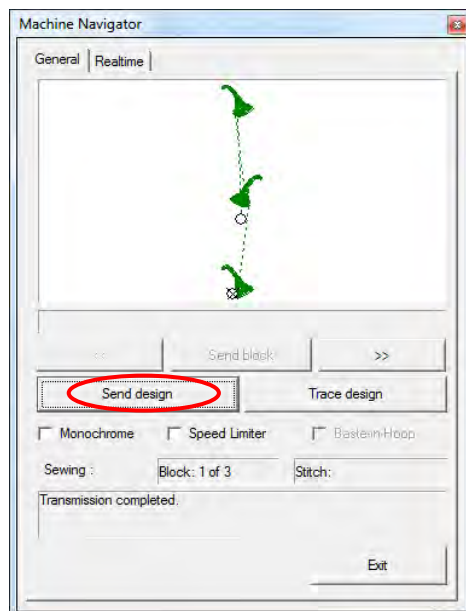 Machine Navigator
General Realtime
<< Send block >>
Send design Trace design
Monochrome Speed Limiter Bastein-Hoop
Sewing : Block: 1 of 3 Stitch:
Transmission completed.
Exit